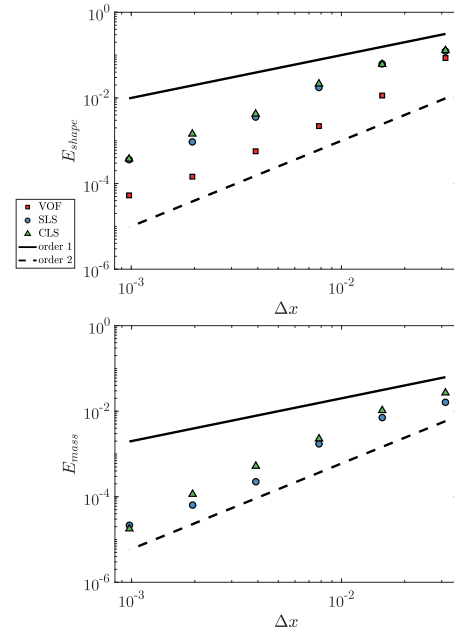 10^0
10^-2
E_shape
10^-4
10^-6
10^-3
10^-2
Δx
VOF
SLS
CLS
order 1
order 2
10^0
10^-2
E_mass
10^-4
10^-6
10^-3
10^-2
Δx